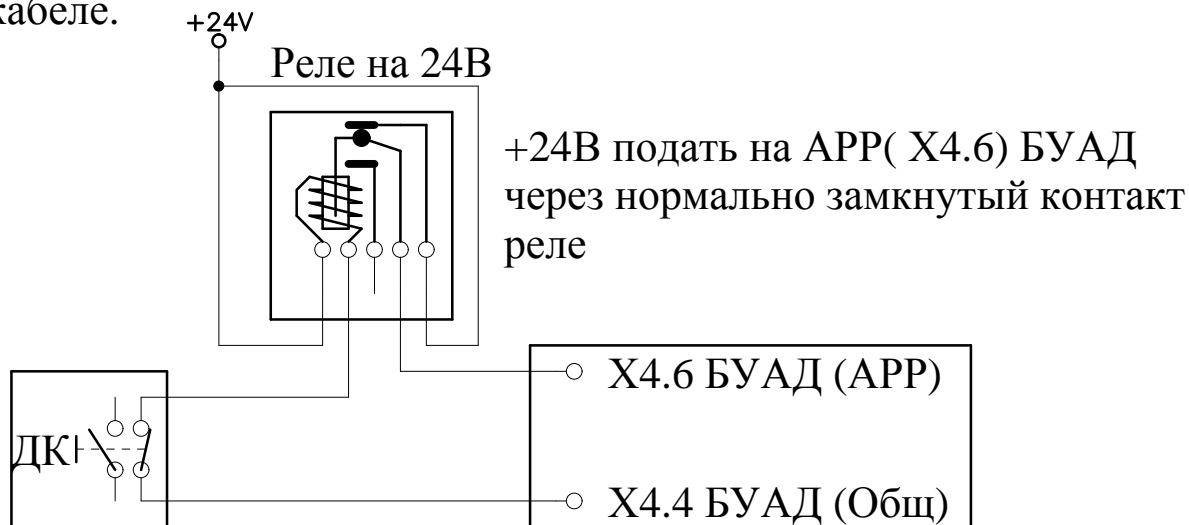 кабеле.
+24V
Реле на 24В
+24В подать на АРР( Х4.6) БУАД
через нормально замкнутый контакт
реле
Х4.6 БУАД (АРР)
ДК
Х4.4 БУАД (Общ)